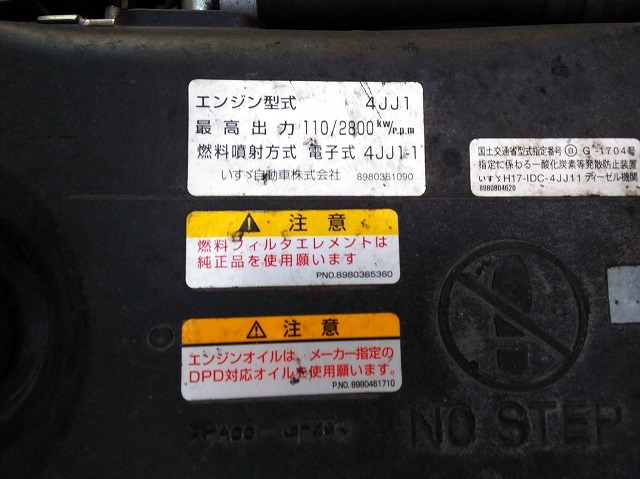 エンジン型式 4JJ1
最高出力 110/2800 kW/r.p.m
燃料噴射方式 電子式 4JJ1-1
いすゞ自動車株式会社 8980361090
国土交通省型式指定番号 自 G-1704号
指定に係わる一酸化炭素等発散防止装置
いすゞH17-IDC-4JJ11 ディーゼル機関
8980804620
注意
燃料フィルタエレメントは
純正品を使用願います
PNO.8980365360
注意
エンジンオイルは、メーカー指定の
DPD対応オイルを使用願います。
P.NO. 8980461710
NO STEP